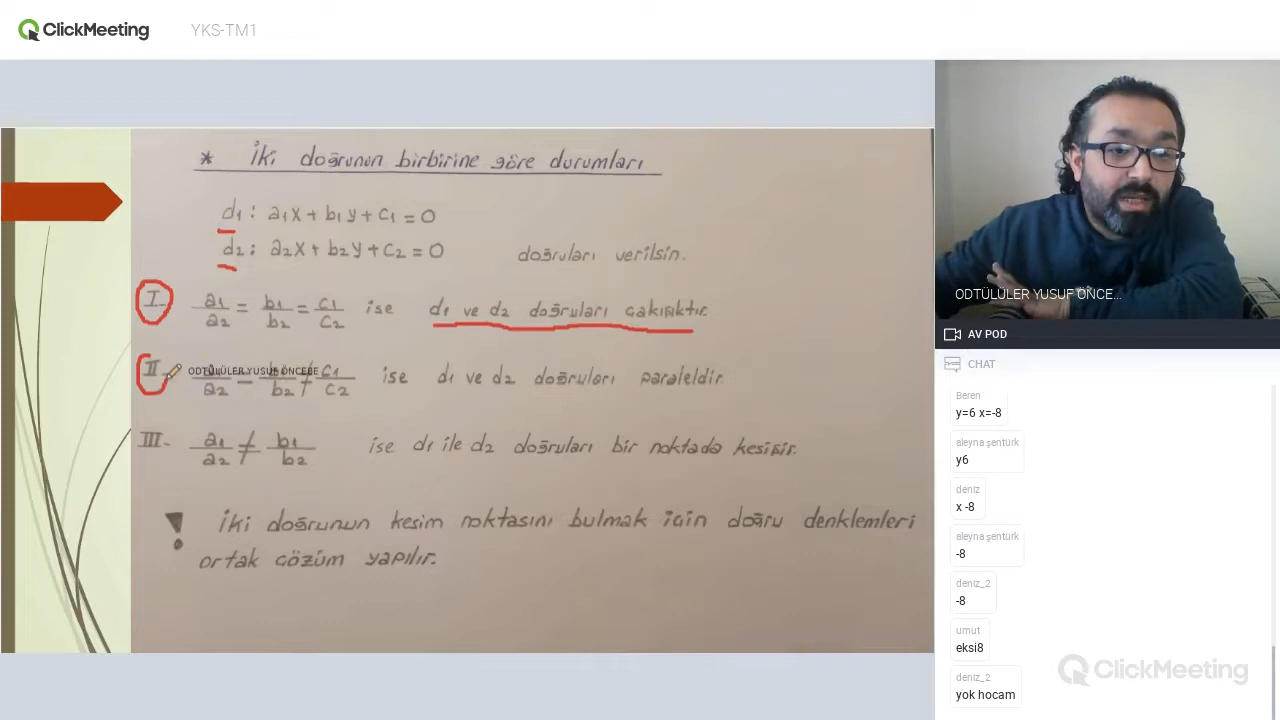 ClickMeeting
YKS-TM1
* İki doğrunun birbirine göre durumları
d1: a1x + b1y + c1 = 0
d2: a2x + b2y + c2 = 0 doğruları verilsin.
I- a1/a2 = b1/b2 = c1/c2 ise d1 ve d2 doğruları çakışıktır.
II- a1/a2 = b1/b2 ≠ c1/c2 ise d1 ve d2 doğruları paraleldir.
ODTÜLÜLER YUSUF ÖNCEBE
III- a1/a2 ≠ b1/b2 ise d1 ile d2 doğruları bir noktada kesişir.
! İki doğrunun kesim noktasını bulmak için doğru denklemleri
ortak çözüm yapılır.
ODTÜLÜLER YUSUF ÖNCE...
AV POD
CHAT
Beren
y=6 x=-8
aleyna şentürk
y6
deniz
x -8
aleyna şentürk
-8
deniz_2
-8
umut
eksi8
deniz_2
yok hocam
ClickMeeting